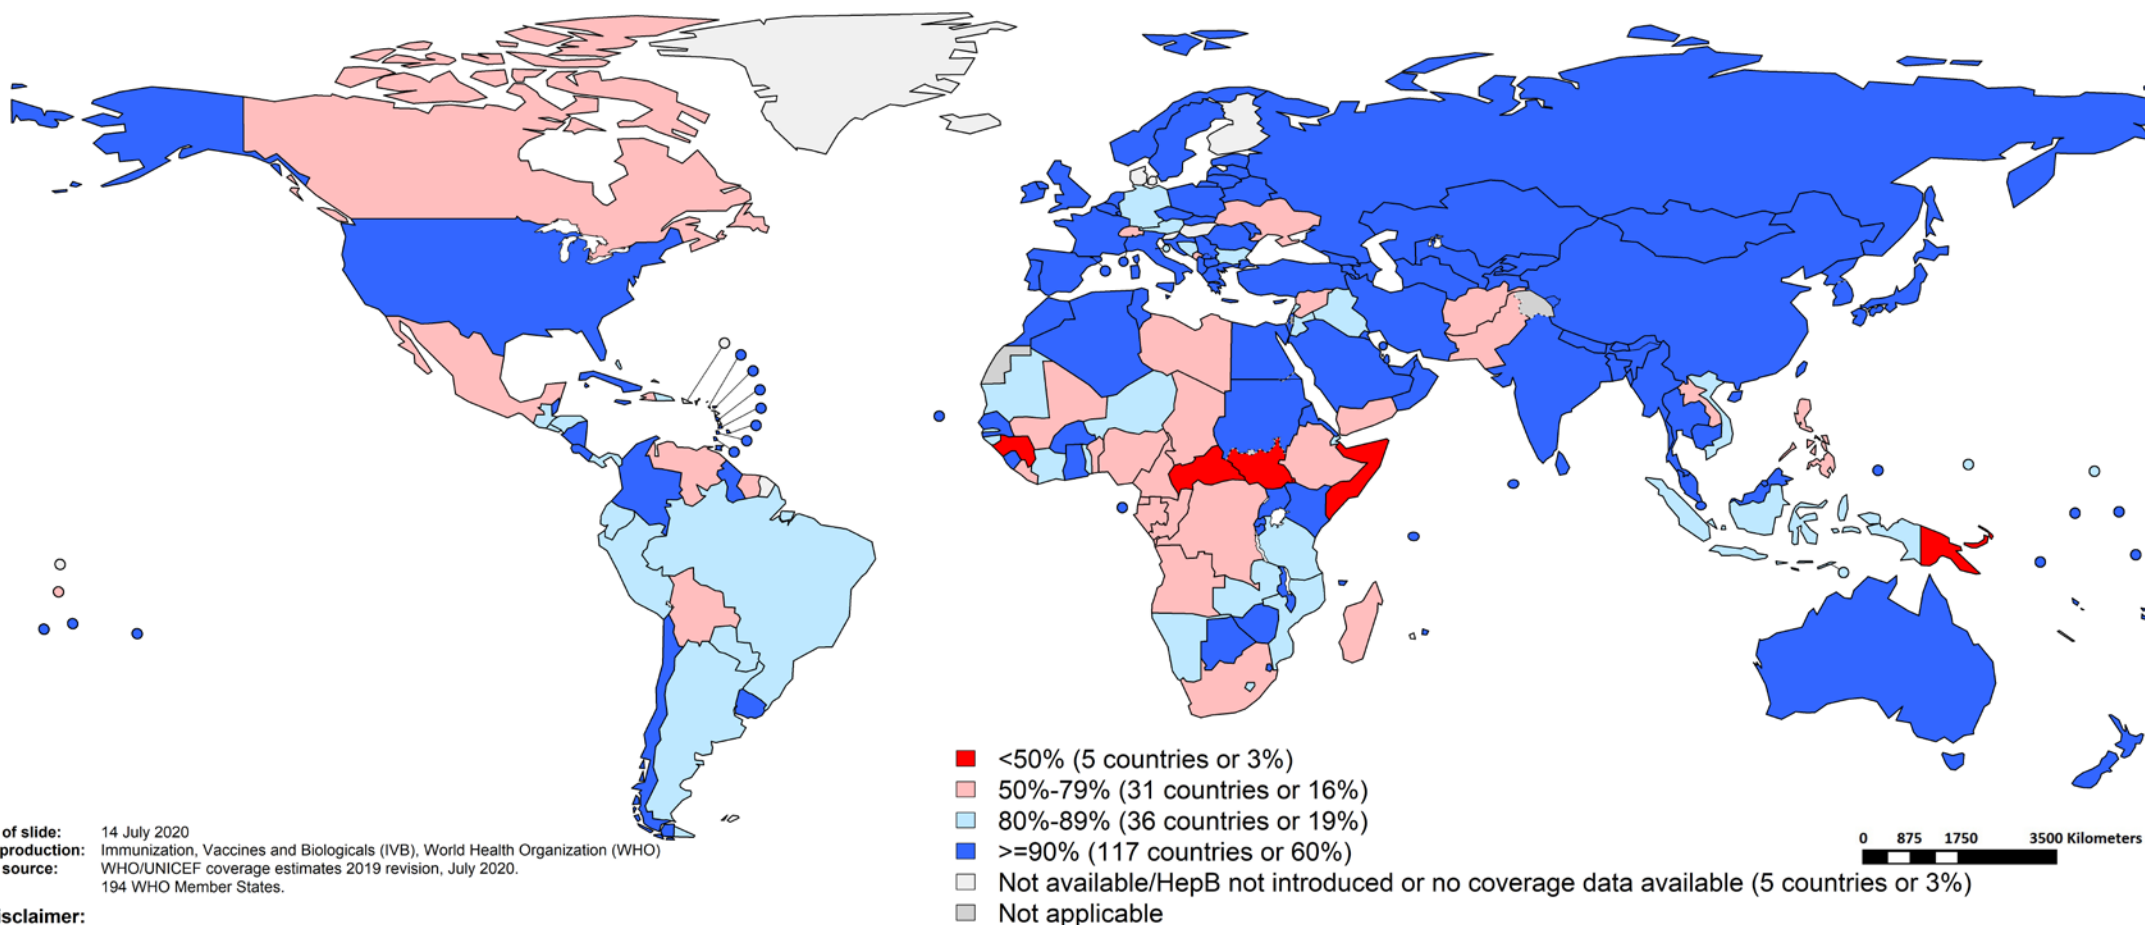 <50% (5 countries or 3%)
50%-79% (31 countries or 16%)
80%-89% (36 countries or 19%)
>=90% (117 countries or 60%)
Not available/HepB not introduced or no coverage data available (5 countries or 3%)
Not applicable
of slide: 14 July 2020
production: Immunization, Vaccines and Biologicals (IVB), World Health Organization (WHO)
source: WHO/UNICEF coverage estimates 2019 revision, July 2020.
194 WHO Member States.
isclaimer:
0 875 1750 3500 Kilometers